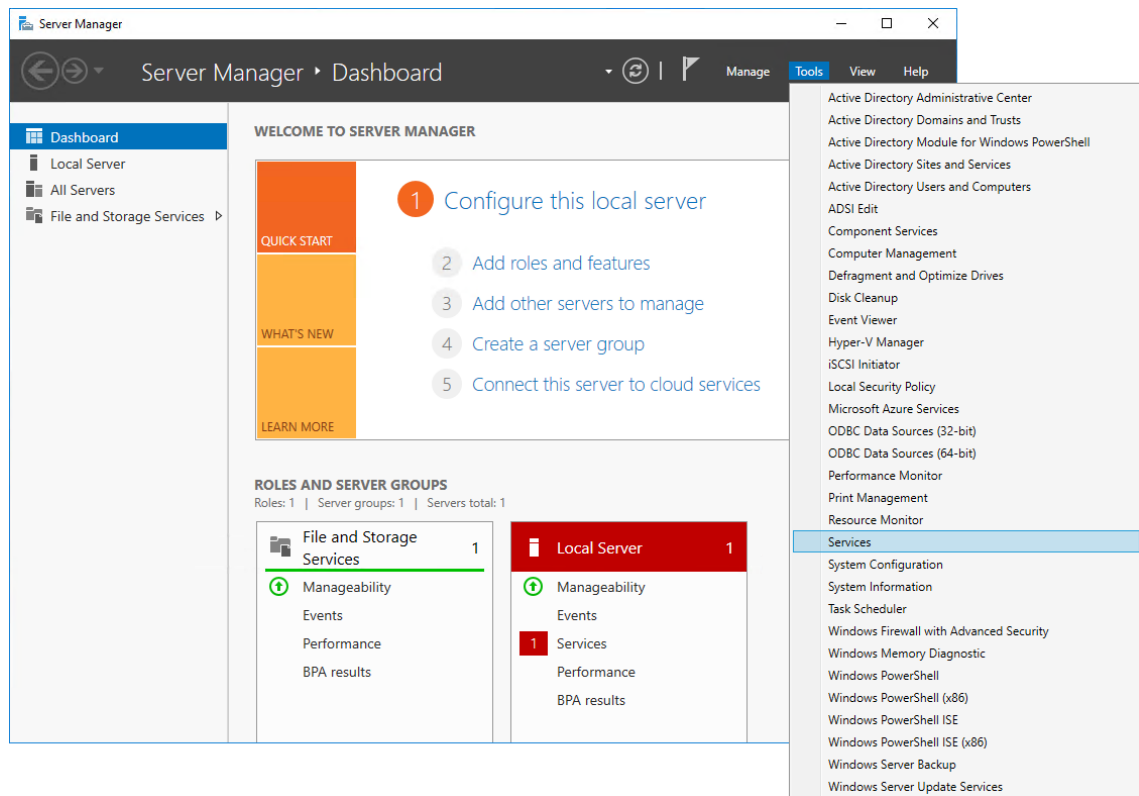 Server Manager
Server Manager ‣ Dashboard
Manage Tools View Help
Dashboard
Local Server
All Servers
File and Storage Services
WELCOME TO SERVER MANAGER
QUICK START
WHAT'S NEW
LEARN MORE
1 Configure this local server
2 Add roles and features
3 Add other servers to manage
4 Create a server group
5 Connect this server to cloud services
ROLES AND SERVER GROUPS
Roles: 1 | Server groups: 1 | Servers total: 1
File and Storage
Services 1
Manageability
Events
Performance
BPA results
Local Server 1
Manageability
Events
1 Services
Performance
BPA results
Active Directory Administrative Center
Active Directory Domains and Trusts
Active Directory Module for Windows PowerShell
Active Directory Sites and Services
Active Directory Users and Computers
ADSI Edit
Component Services
Computer Management
Defragment and Optimize Drives
Disk Cleanup
Event Viewer
Hyper-V Manager
iSCSI Initiator
Local Security Policy
Microsoft Azure Services
ODBC Data Sources (32-bit)
ODBC Data Sources (64-bit)
Performance Monitor
Print Management
Resource Monitor
Services
System Configuration
System Information
Task Scheduler
Windows Firewall with Advanced Security
Windows Memory Diagnostic
Windows PowerShell
Windows PowerShell (x86)
Windows PowerShell ISE
Windows PowerShell ISE (x86)
Windows Server Backup
Windows Server Update Services